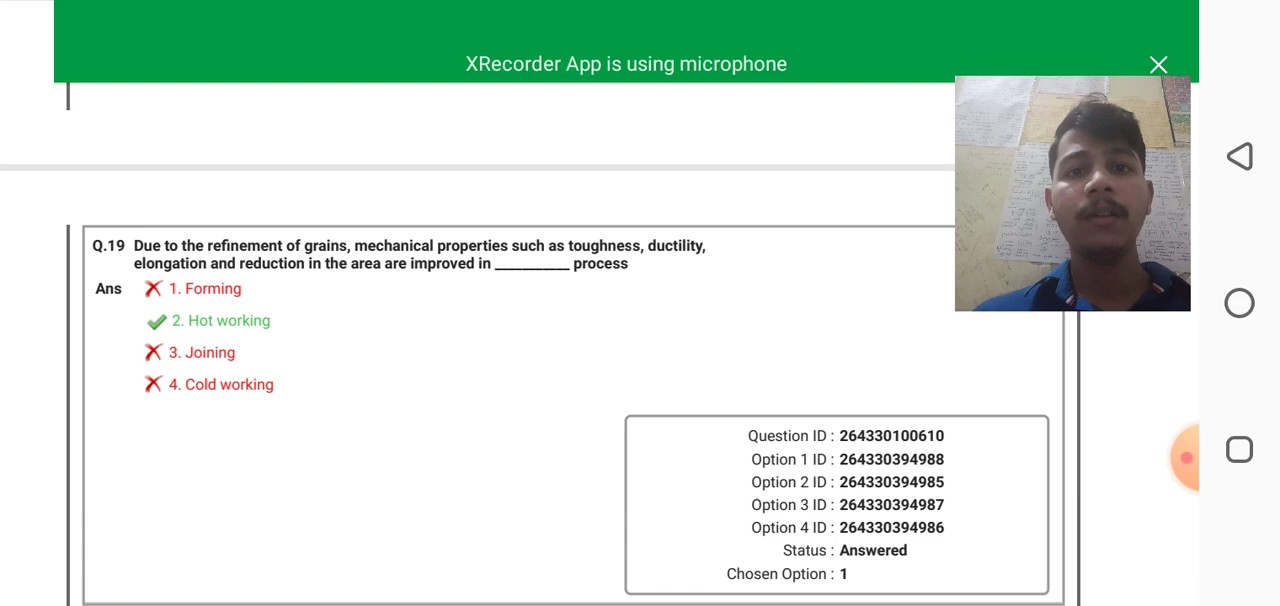 XRecorder App is using microphone
Q.19 Due to the refinement of grains, mechanical properties such as toughness, ductility,
elongation and reduction in the area are improved in __________ process
Ans 1. Forming
2. Hot working
3. Joining
4. Cold working
Question ID : 264330100610
Option 1 ID : 264330394988
Option 2 ID : 264330394985
Option 3 ID : 264330394987
Option 4 ID : 264330394986
Status : Answered
Chosen Option : 1